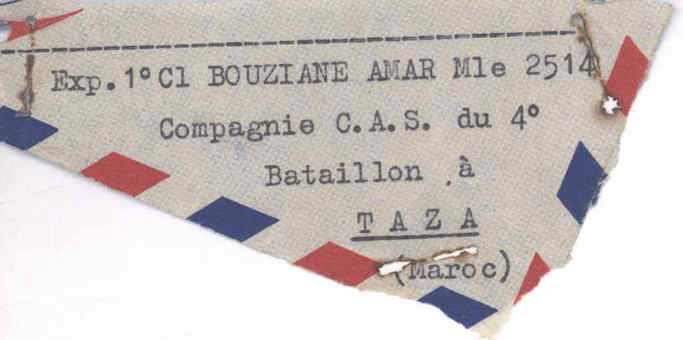 Exp. 1° Cl BOUZIANE AMAR Mle 2514
Compagnie C.A.S. du 4°
Bataillon à
T A Z A
(Maroc)